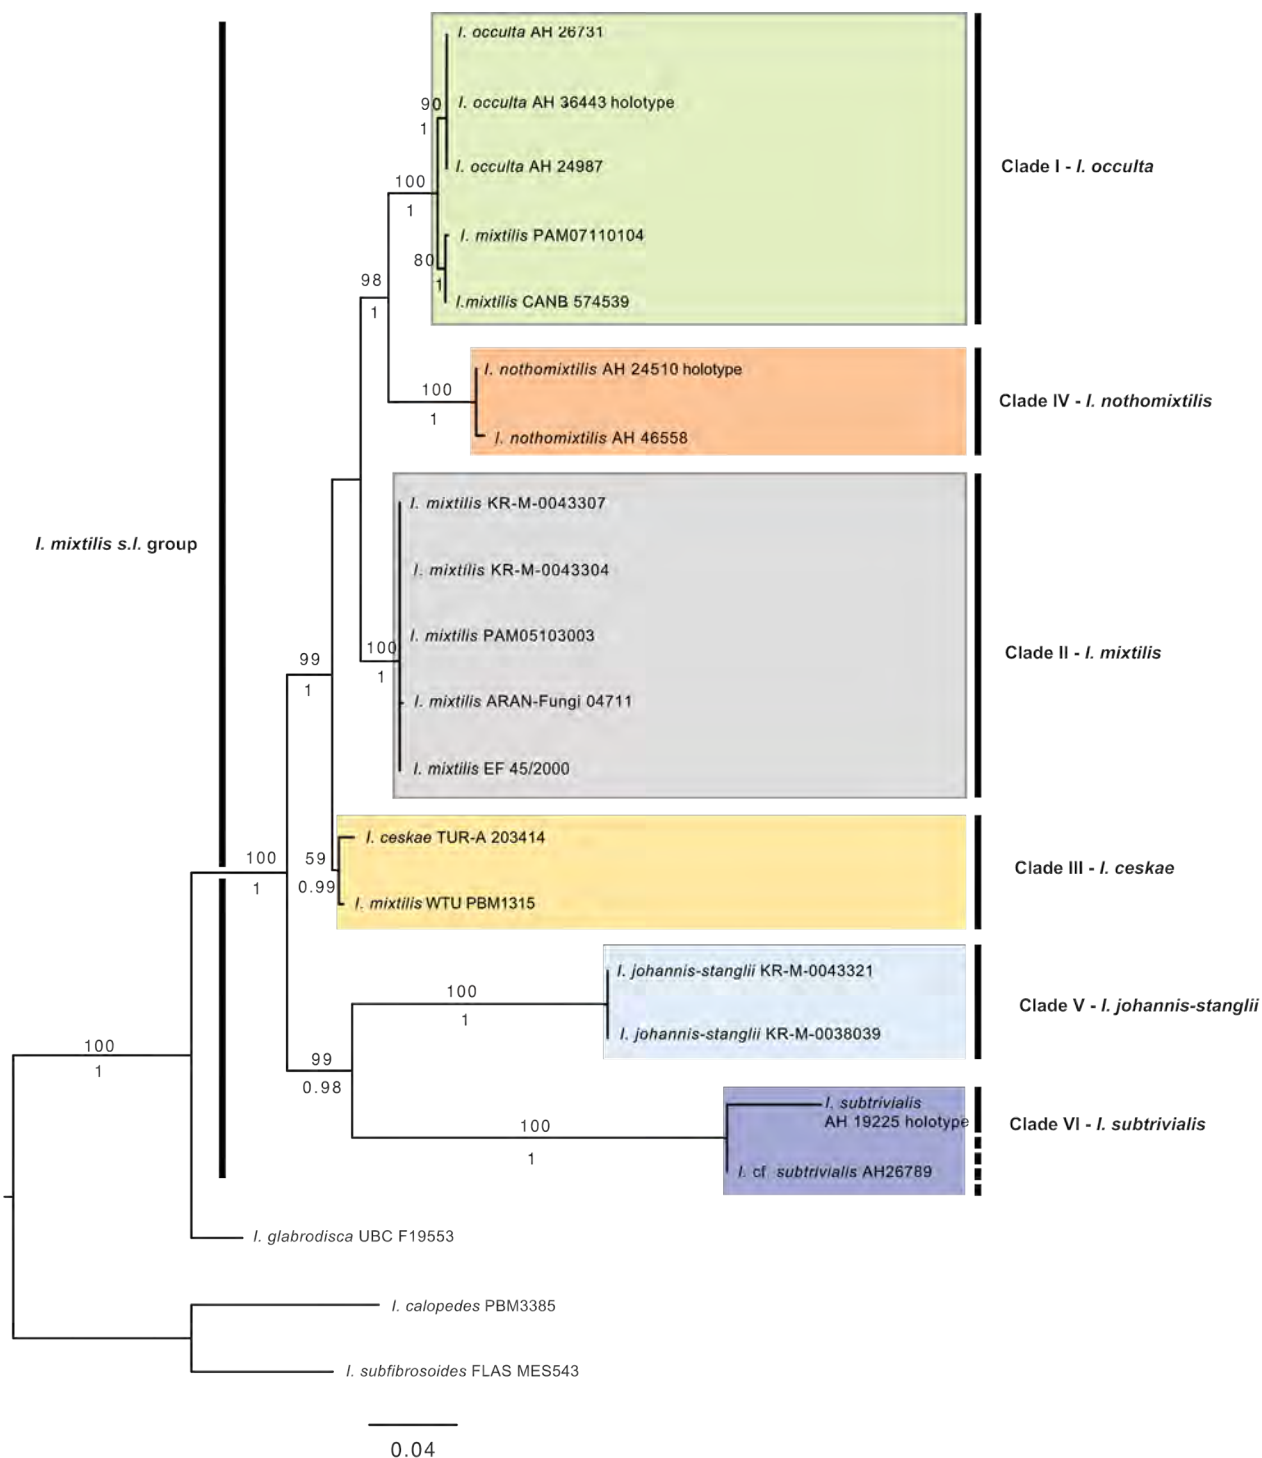 I. occulta AH 26731
90
I. occulta AH 36443 holotype
1
Clade I - I. occulta
I. occulta AH 24987
100
1
I. mixtilis PAM07110104
80
1
98
I.mixtilis CANB 574539
1
I. nothomixtilis AH 24510 holotype
100
Clade IV - I. nothomixtilis
1
I. nothomixtilis AH 46558
I. mixtilis KR-M-0043307
I. mixtilis s.l. group
I. mixtilis KR-M-0043304
I. mixtilis PAM05103003
100
99
Clade II - I. mixtilis
1
1
I. mixtilis ARAN-Fungi 04711
I. mixtilis EF 45/2000
I. ceskae TUR-A 203414
100
59
Clade III - I. ceskae
1
0.99
I. mixtilis WTU PBM1315
I. johannis-stanglii KR-M-0043321
100
Clade V - I. johannis-stanglii
1
I. johannis-stanglii KR-M-0038039
100
99
1
0.98
I. subtrivialis
AH 19225 holotype
100
Clade VI - I. subtrivialis
1
I. cf. subtrivialis AH26789
I. glabrodisca UBC F19553
I. calopedes PBM3385
I. subfibrosoides FLAS MES543
0.04